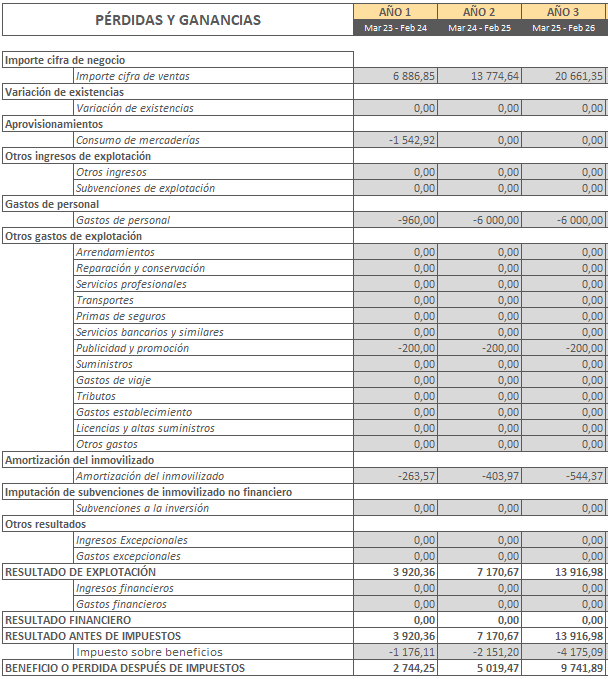 PÉRDIDAS Y GANANCIAS AÑO 1 AÑO 2 AÑO 3
Mar 23 - Feb 24 Mar 24 - Feb 25 Mar 25 - Feb 26
Importe cifra de negocio
Importe cifra de ventas 6 886,85 13 774,64 20 661,35
Variación de existencias
Variación de existencias 0,00 0,00 0,00
Aprovisionamientos
Consumo de mercaderías -1 542,92 0,00 0,00
Otros ingresos de explotación
Otros ingresos 0,00 0,00 0,00
Subvenciones de explotación 0,00 0,00 0,00
Gastos de personal
Gastos de personal -960,00 -6 000,00 -6 000,00
Otros gastos de explotación
Arrendamientos 0,00 0,00 0,00
Reparación y conservación 0,00 0,00 0,00
Servicios profesionales 0,00 0,00 0,00
Transportes 0,00 0,00 0,00
Primas de seguros 0,00 0,00 0,00
Servicios bancarios y similares 0,00 0,00 0,00
Publicidad y promoción -200,00 -200,00 -200,00
Suministros 0,00 0,00 0,00
Gastos de viaje 0,00 0,00 0,00
Tributos 0,00 0,00 0,00
Gastos establecimiento 0,00 0,00 0,00
Licencias y altas suministros 0,00 0,00 0,00
Otros gastos 0,00 0,00 0,00
Amortización del inmovilizado
Amortización del inmovilizado -263,57 -403,97 -544,37
Imputación de subvenciones de inmovilizado no financiero
Subvenciones a la inversión 0,00 0,00 0,00
Otros resultados
Ingresos Excepcionales 0,00 0,00 0,00
Gastos excepcionales 0,00 0,00 0,00
RESULTADO DE EXPLOTACIÓN 3 920,36 7 170,67 13 916,98
Ingresos financieros 0,00 0,00 0,00
Gastos financieros 0,00 0,00 0,00
RESULTADO FINANCIERO 0,00 0,00 0,00
RESULTADO ANTES DE IMPUESTOS 3 920,36 7 170,67 13 916,98
Impuesto sobre beneficios -1 176,11 -2 151,20 -4 175,09
BENEFICIO O PERDIDA DESPUÉS DE IMPUESTOS 2 744,25 5 019,47 9 741,89